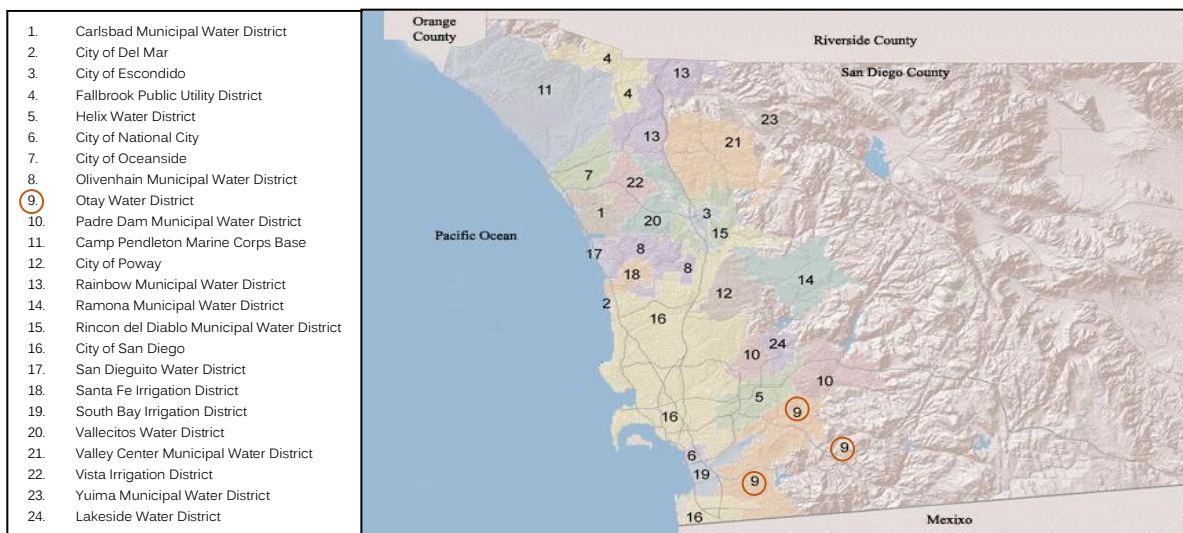 1. Carlsbad Municipal Water District
2. City of Del Mar
3. City of Escondido
4. Fallbrook Public Utility District
5. Helix Water District
6. City of National City
7. City of Oceanside
8. Olivenhain Municipal Water District
9. Otay Water District
10. Padre Dam Municipal Water District
11. Camp Pendleton Marine Corps Base
12. City of Poway
13. Rainbow Municipal Water District
14. Ramona Municipal Water District
15. Rincon del Diablo Municipal Water District
16. City of San Diego
17. San Dieguito Water District
18. Santa Fe Irrigation District
19. South Bay Irrigation District
20. Vallecitos Water District
21. Valley Center Municipal Water District
22. Vista Irrigation District
23. Yuima Municipal Water District
24. Lakeside Water District
Orange
County
Riverside County
San Diego County
4
13
11
4
23
13
21
7
22
1
20
3
15
Pacific Ocean
17
8
8
18
14
12
2
16
24
10
10
5
9
16
9
6
19
9
16
Mexixo